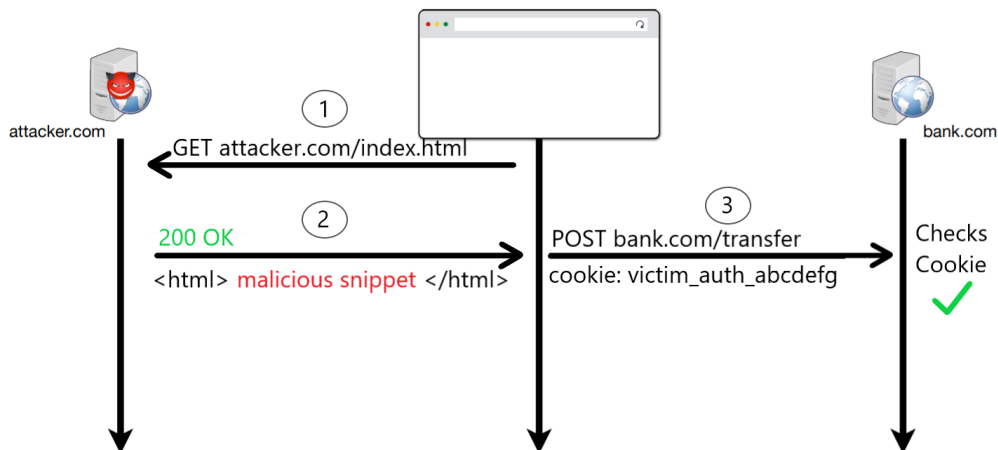 attacker.com
bank.com
1
GET attacker.com/index.html
2
200 OK
<html> malicious snippet </html>
3
POST bank.com/transfer
cookie: victim_auth_abcdefg
Checks
Cookie